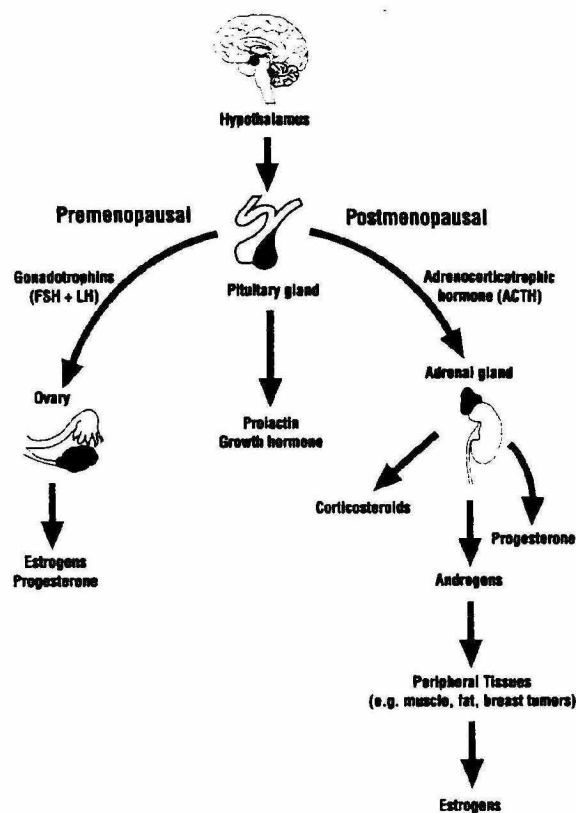 Hypothalamus
Premenopausal
Postmenopausal
Gonadotrophins
(FSH + LH)
Pituitary gland
Adrenocorticotrophic
hormone (ACTH)
Ovary
Adrenal gland
Prolactin
Growth hormone
Corticosteroids
Progesterone
Estrogens
Progesterone
Androgens
Peripheral Tissues
(e.g. muscle, fat, breast tumors)
Estrogens